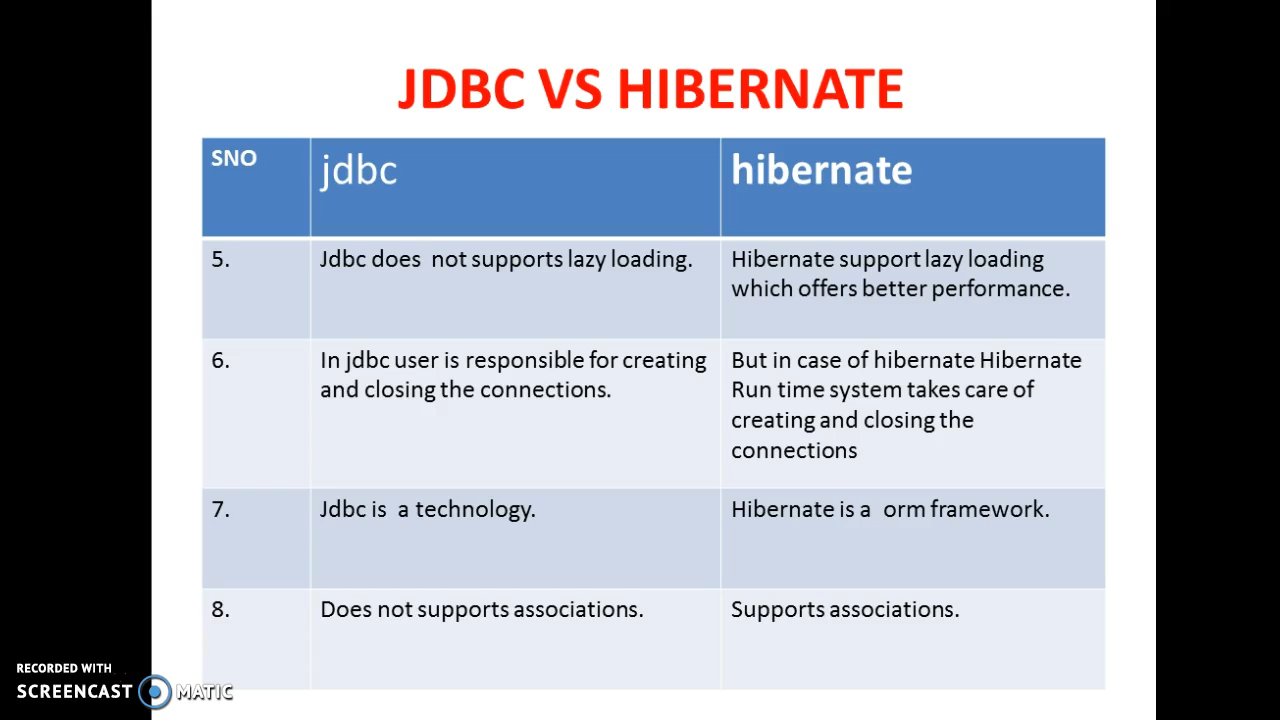 JDBC VS HIBERNATE
SNO jdbc hibernate
5. Jdbc does not supports lazy loading. Hibernate support lazy loading
which offers better performance.
6. In jdbc user is responsible for creating But in case of hibernate Hibernate
and closing the connections. Run time system takes care of
creating and closing the
connections
7. Jdbc is a technology. Hibernate is a orm framework.
8. Does not supports associations. Supports associations.
RECORDED WITH
SCREENCAST MATIC